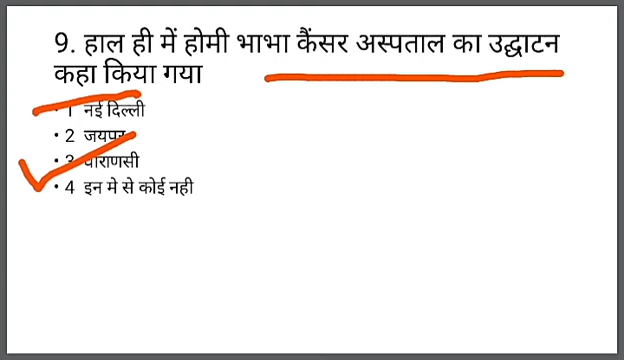 9. हाल ही में होमी भाभा कैंसर अस्पताल का उद्घाटन
कहा किया गया
• 1 नई दिल्ली
• 2 जयपुर
• 3 वाराणसी
• 4 इन मे से कोई नही